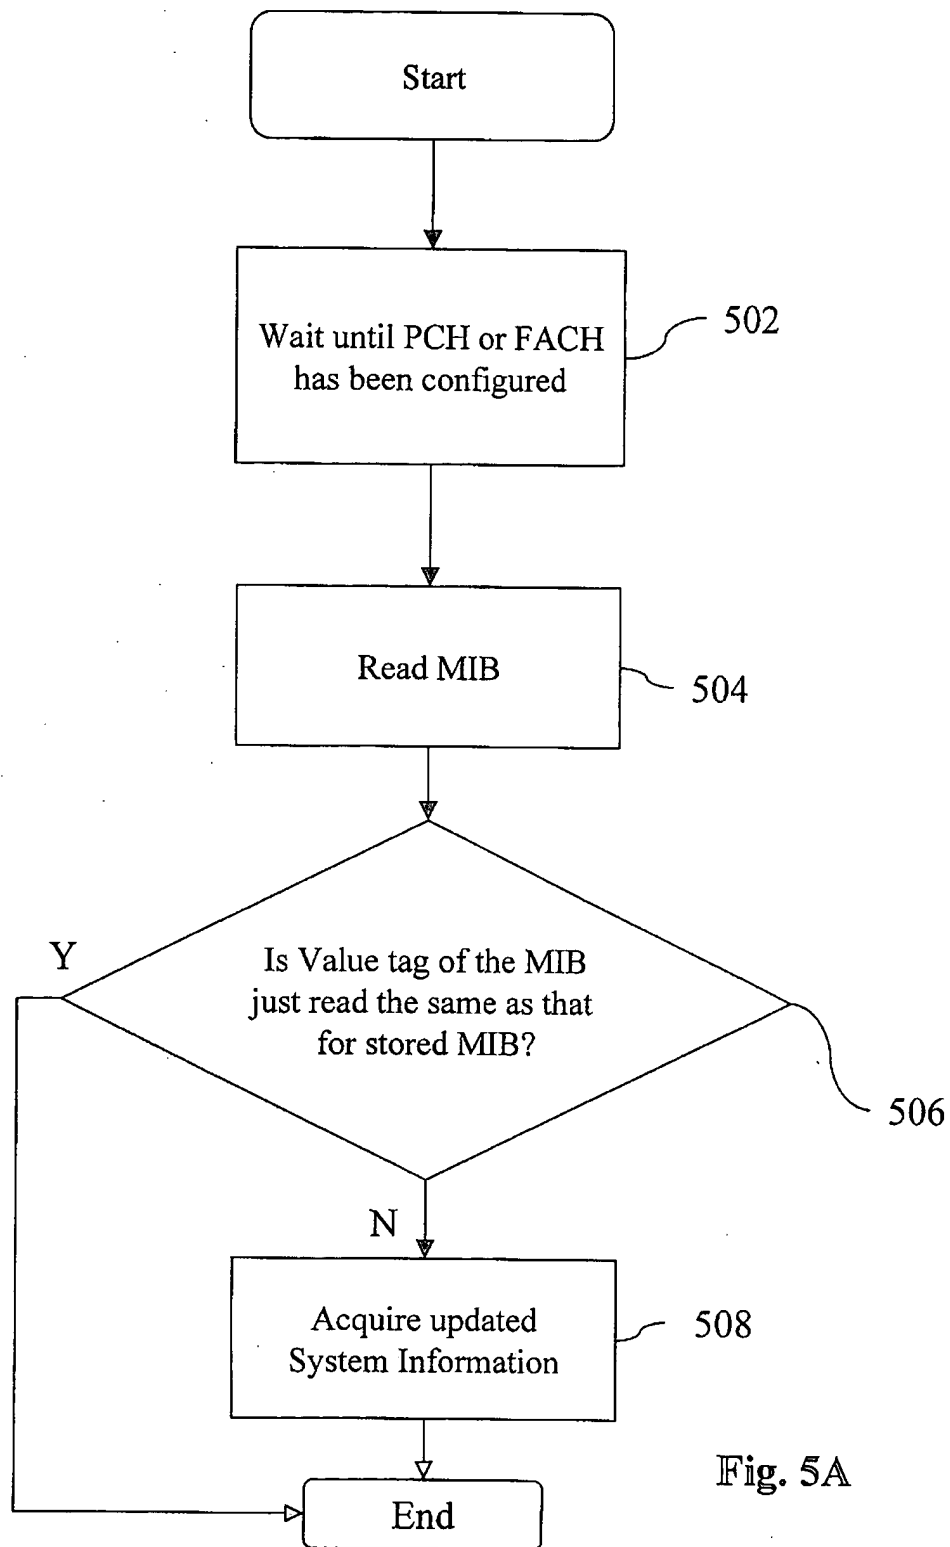 Start
Wait until PCH or FACH
has been configured
502
Read MIB
504
Y
Is Value tag of the MIB
just read the same as that
for stored MIB?
506
N
Acquire updated
System Information
508
Fig. 5A
End